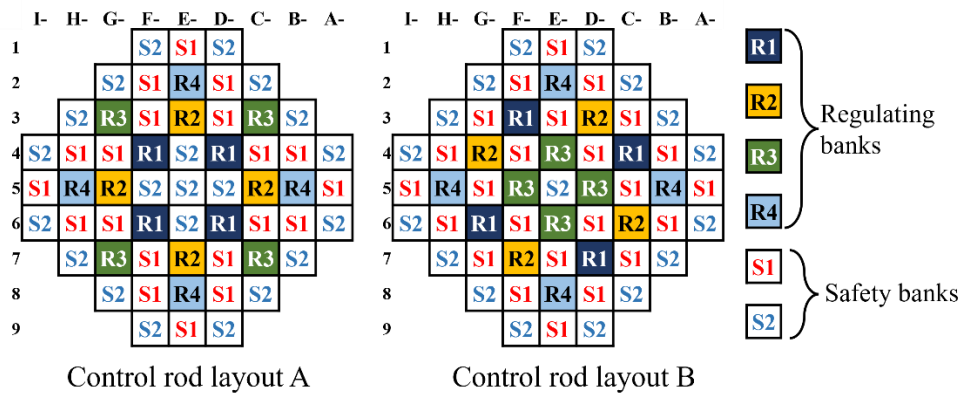 I- H- G- F- E- D- C- B- A- I- H- G- F- E- D- C- B- A-
1 S2 S1 S2 1 S2 S1 S2 R1
2 S2 S1 R4 S1 S2 2 S2 S1 R4 S1 S2 R2
3 S2 R3 S1 R2 S1 R3 S2 3 S2 S1 R1 S1 R2 S1 S2 Regulating
4 S2 S1 S1 R1 S2 R1 S1 S1 S2 4 S2 S1 R2 S1 R3 S1 R1 S1 S2 R3 banks
5 S1 R4 R2 S2 S2 S2 R2 R4 S1 5 S1 R4 S1 R3 S2 R3 S1 R4 S1 R4
6 S2 S1 S1 R1 S2 R1 S1 S1 S2 6 S2 S1 R1 S1 R3 S1 R2 S1 S2
7 S2 R3 S1 R2 S1 R3 S2 7 S2 S1 R2 S1 R1 S1 S2 S1
8 S2 S1 R4 S1 S2 8 S2 S1 R4 S1 S2 Safety banks
9 S2 S1 S2 9 S2 S1 S2 S2
Control rod layout A Control rod layout B